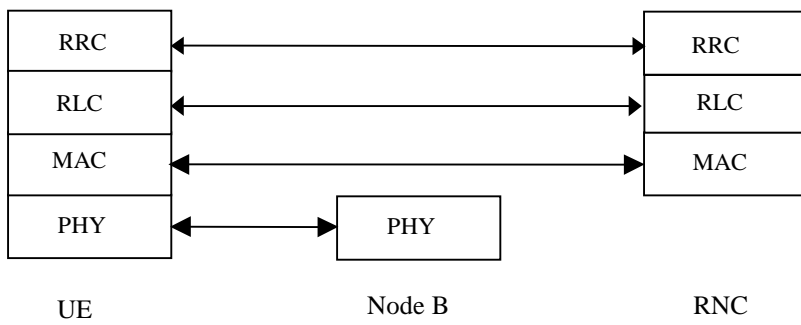 RRC RRC
RLC RLC
MAC MAC
PHY PHY
UE Node B RNC